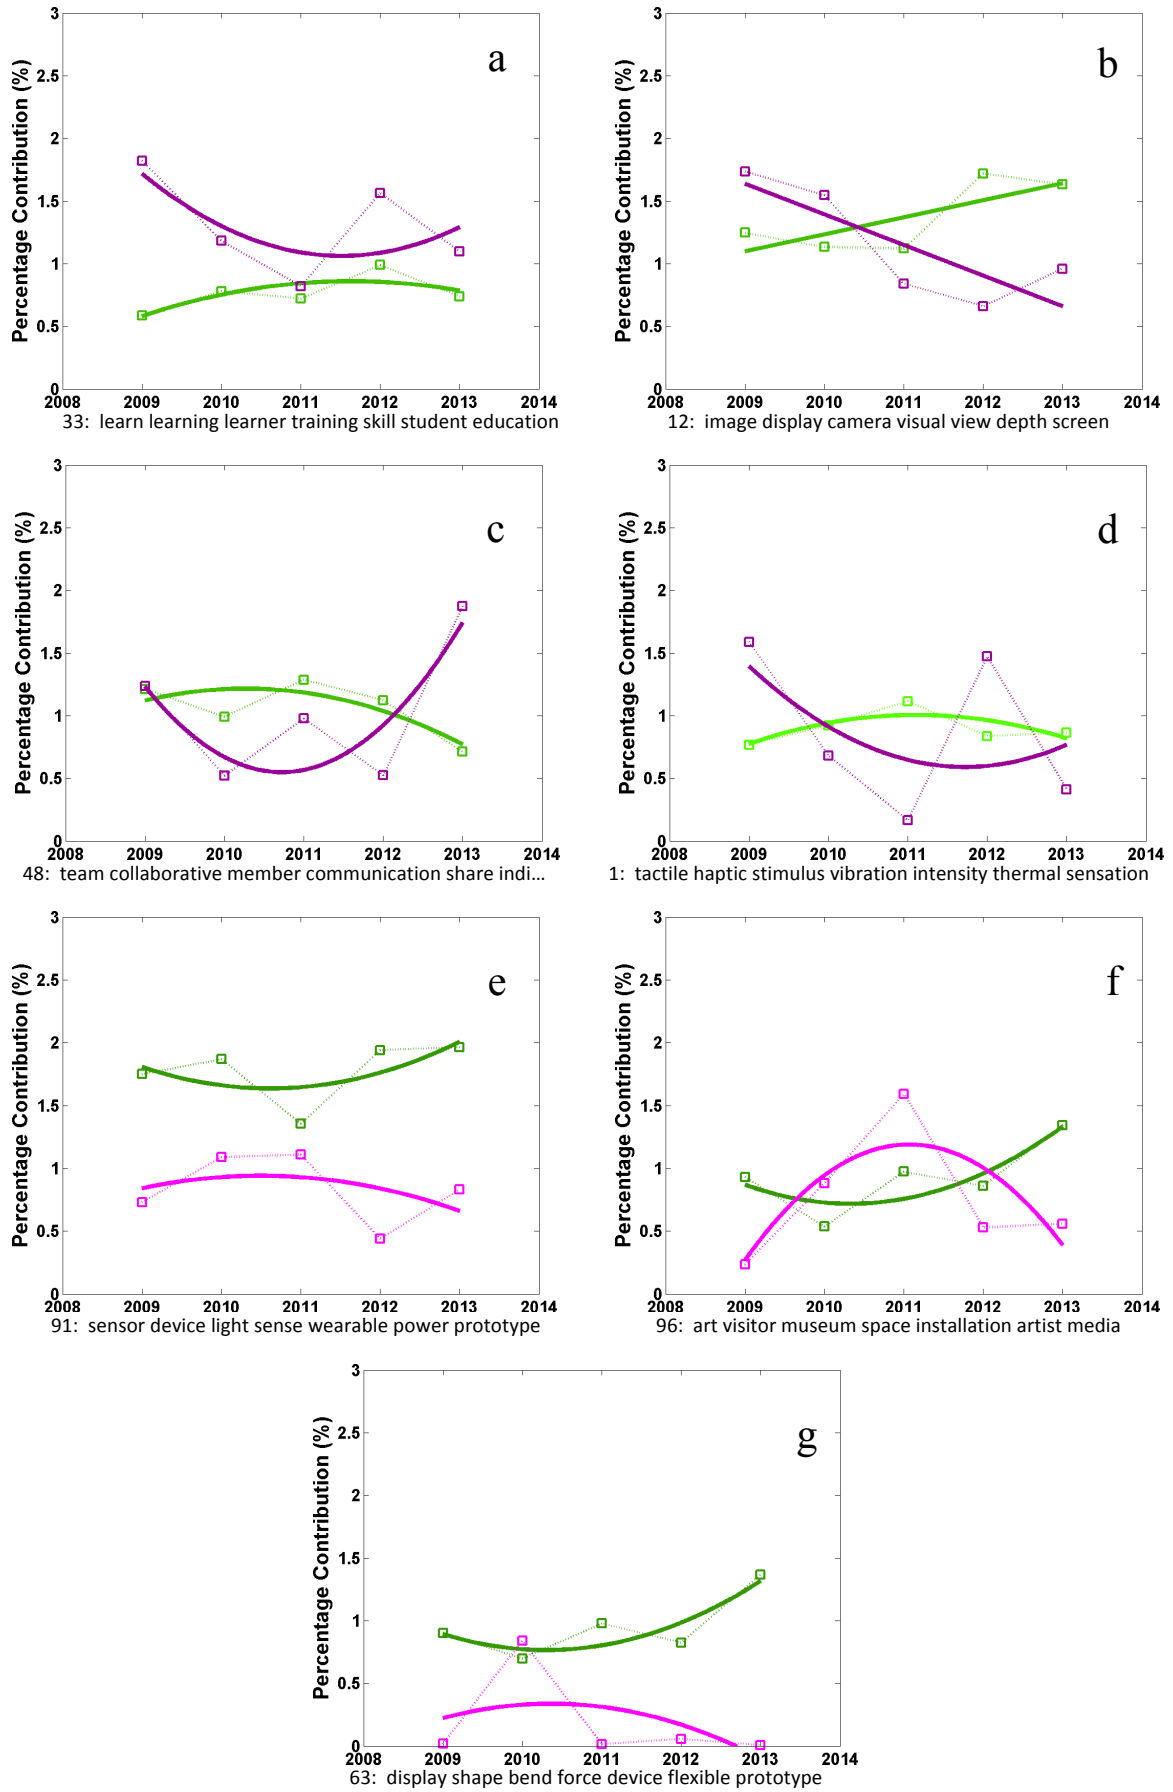 a
Percentage Contribution (%)
3
2.5
2
1.5
1
0.5
0
2008 2009 2010 2011 2012 2013 2014
33: learn learning learner training skill student education
b
Percentage Contribution (%)
3
2.5
2
1.5
1
0.5
0
2008 2009 2010 2011 2012 2013 2014
12: image display camera visual view depth screen
c
Percentage Contribution (%)
3
2.5
2
1.5
1
0.5
0
2008 2009 2010 2011 2012 2013 2014
48: team collaborative member communication share indi...
d
Percentage Contribution (%)
3
2.5
2
1.5
1
0.5
0
2008 2009 2010 2011 2012 2013 2014
1: tactile haptic stimulus vibration intensity thermal sensation
e
Percentage Contribution (%)
3
2.5
2
1.5
1
0.5
0
2008 2009 2010 2011 2012 2013 2014
91: sensor device light sense wearable power prototype
f
Percentage Contribution (%)
3
2.5
2
1.5
1
0.5
0
2008 2009 2010 2011 2012 2013 2014
96: art visitor museum space installation artist media
g
Percentage Contribution (%)
3
2.5
2
1.5
1
0.5
0
2008 2009 2010 2011 2012 2013 2014
63: display shape bend force device flexible prototype